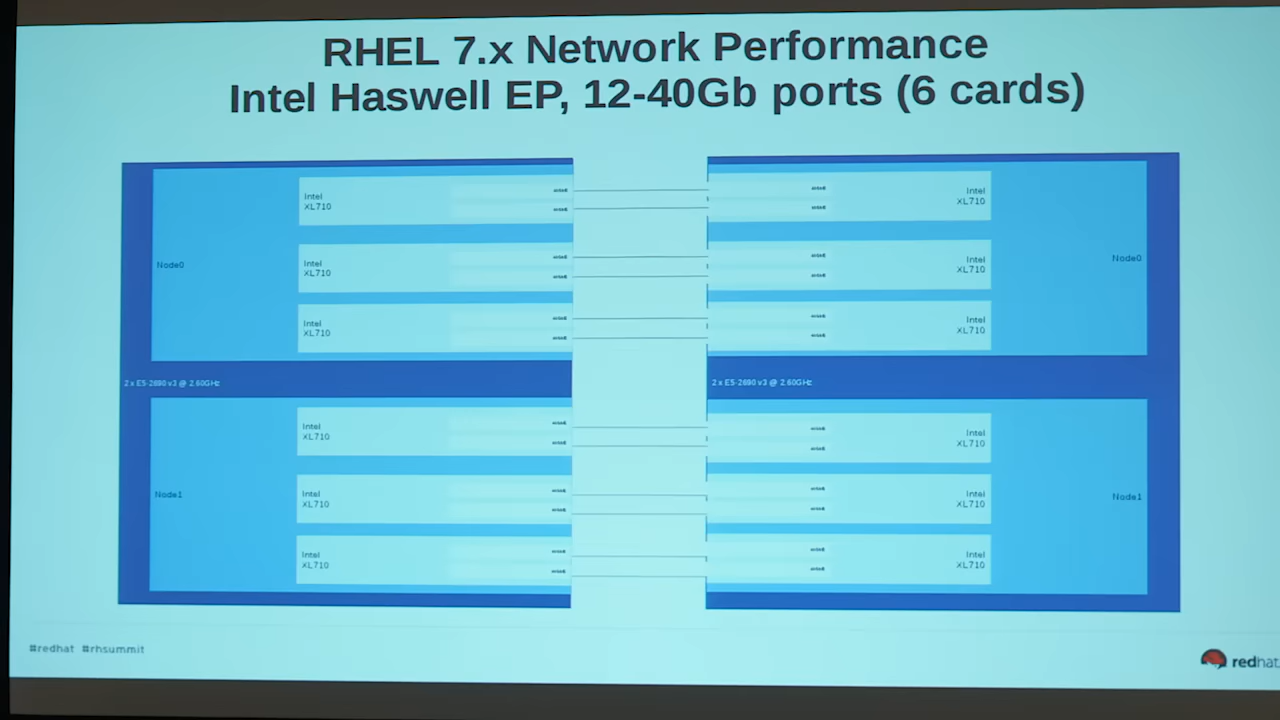 RHEL 7.x Network Performance
Intel Haswell EP, 12-40Gb ports (6 cards)
Node0
Intel
XL710
Intel
XL710
Intel
XL710
2 x E5-2690 v3 @ 2.60GHz
Node1
Intel
XL710
Intel
XL710
Intel
XL710
Intel
XL710
Intel
XL710
Intel
XL710
Node0
2 x E5-2690 v3 @ 2.60GHz
Intel
XL710
Intel
XL710
Intel
XL710
Node1
#redhat #rhsummit
redhat